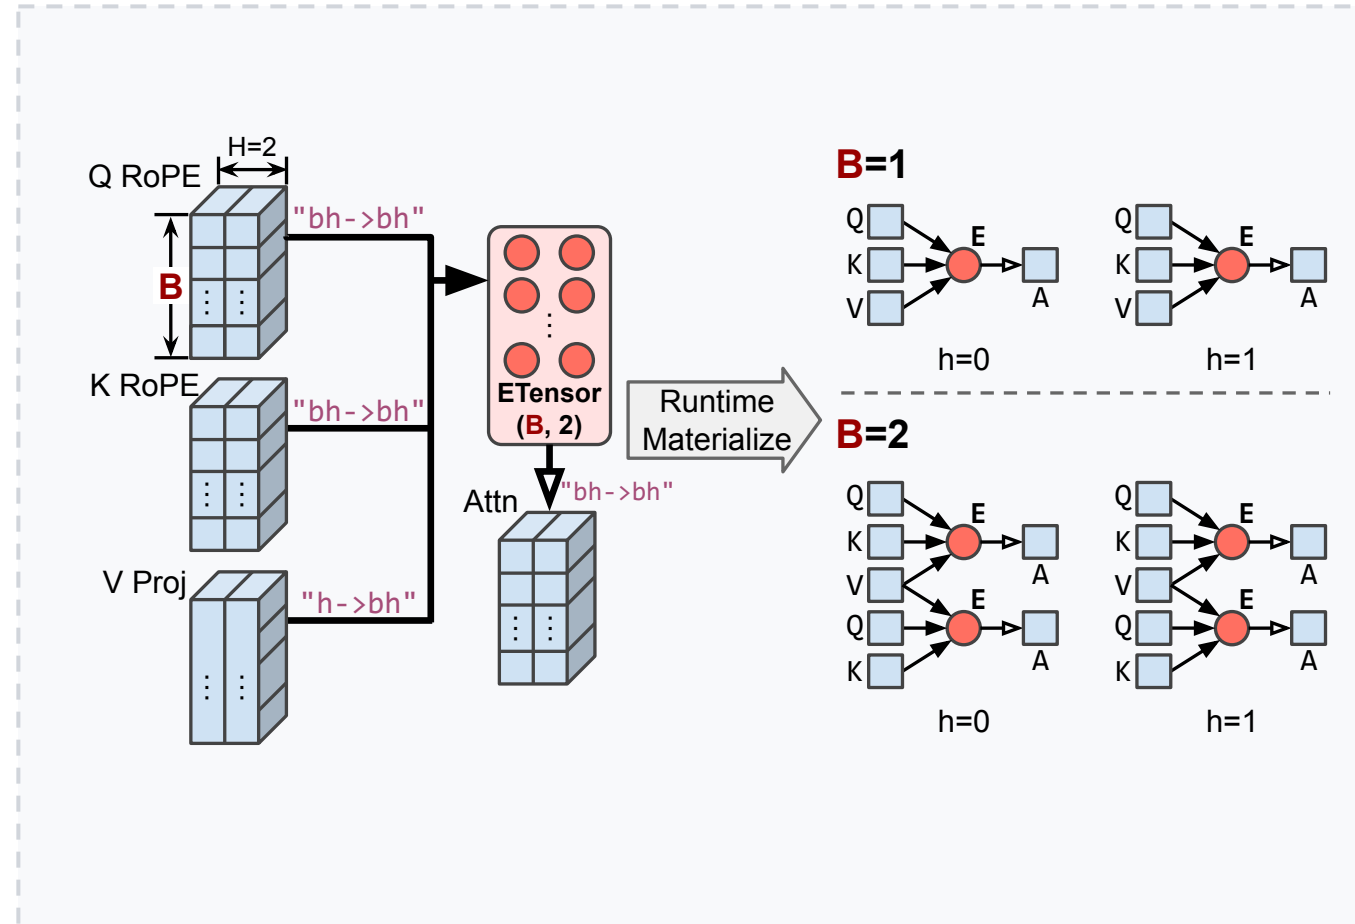 H=2
Q RoPE
"bh->bh"
B
K RoPE
"bh->bh"
V Proj
"h->bh"
ETensor
(B, 2)
"bh->bh"
Attn
Runtime
Materialize
B=1
Q
K
V
E
A
h=0
Q
K
V
E
A
h=1
B=2
Q
K
V
Q
K
E
A
E
A
h=0
Q
K
V
Q
K
E
A
E
A
h=1